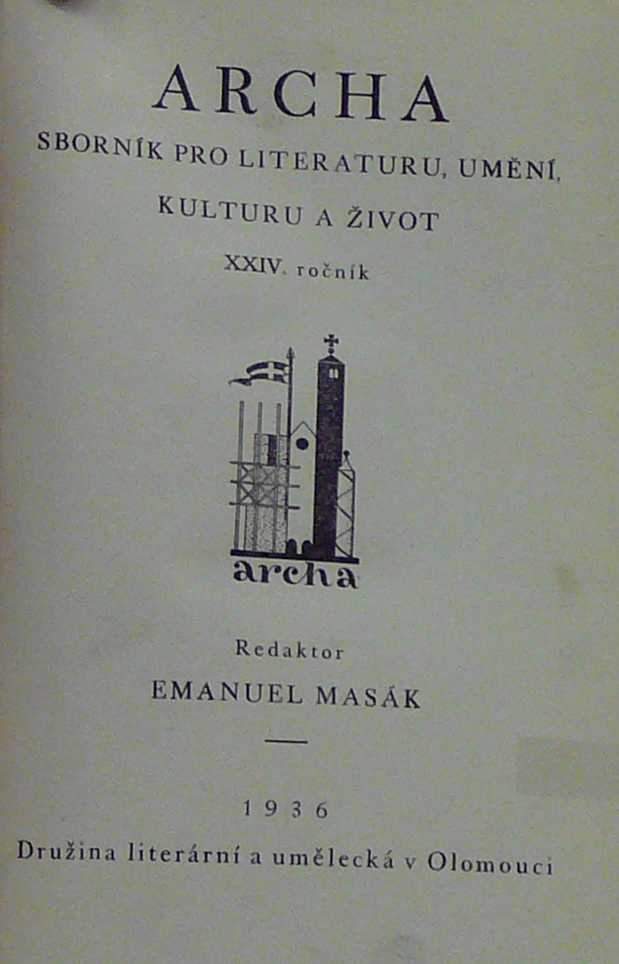 ARCHA
SBORNÍK PRO LITERATURU, UMĚNÍ,
KULTURU A ŽIVOT
XXIV. ročník
archa
Redaktor
EMANUEL MASÁK
1936
Družina literární a umělecká v Olomouci